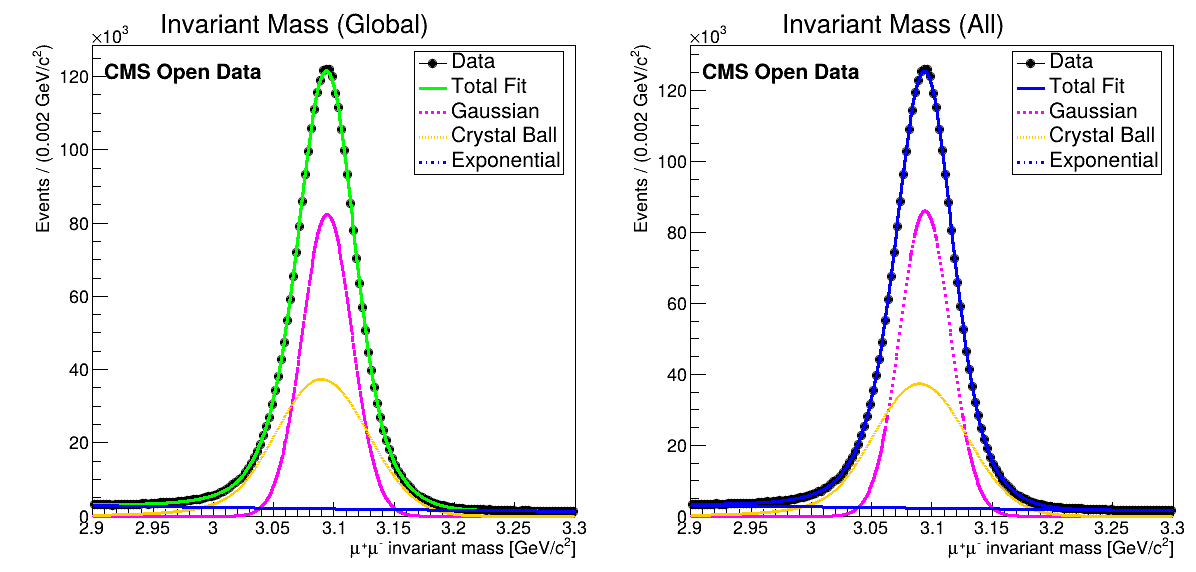 Invariant Mass (Global)
×10³
CMS Open Data
Events / (0.002 GeV/c²)
Data
Total Fit
Gaussian
Crystal Ball
Exponential
120
100
80
60
40
20
0
2.9 2.95 3 3.05 3.1 3.15 3.2 3.25 3.3
μ⁺μ⁻ invariant mass [GeV/c²]
Invariant Mass (All)
×10³
CMS Open Data
Events / (0.002 GeV/c²)
Data
Total Fit
Gaussian
Crystal Ball
Exponential
120
100
80
60
40
20
0
2.9 2.95 3 3.05 3.1 3.15 3.2 3.25 3.3
μ⁺μ⁻ invariant mass [GeV/c²]